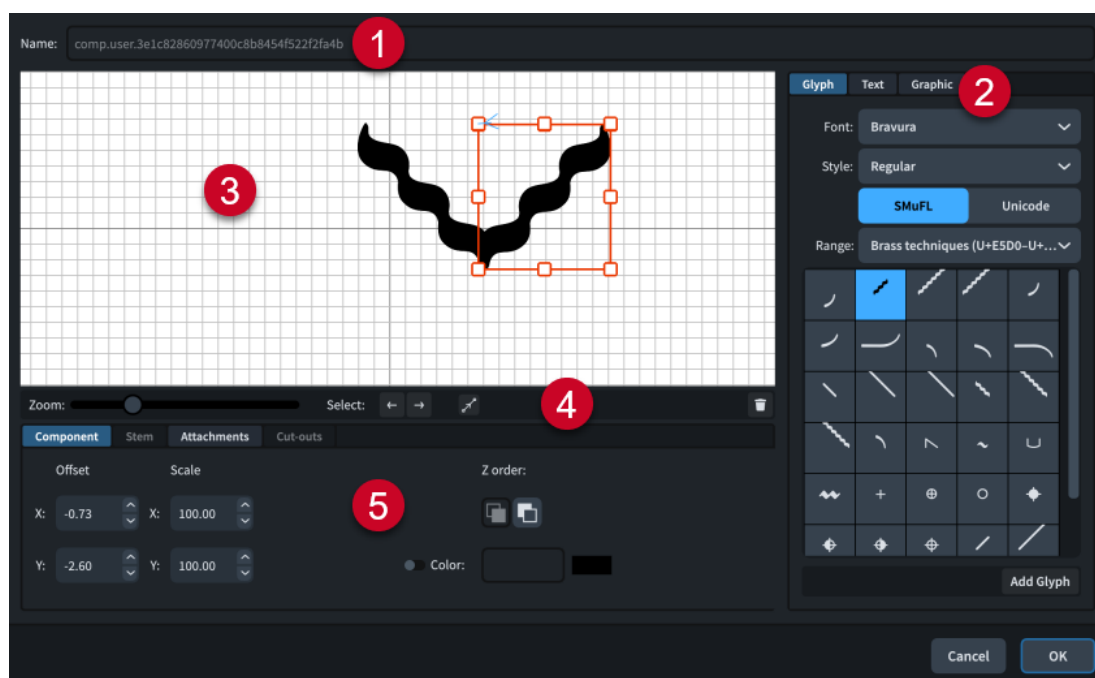 Name: comp.user.3e1c82860977400c8b8454f522f2fa4b 1
Glyph Text Graphic 2
Font: Bravura
Style: Regular
SMuFL Unicode
Range: Brass techniques (U+E5D0-U+...
3
Zoom: Select: ← → 4
Component Stem Attachments Cut-outs
Offset Scale Z order:
X: -0.73 X: 100.00 5
Y: -2.60 Y: 100.00 Color:
Add Glyph
Cancel OK